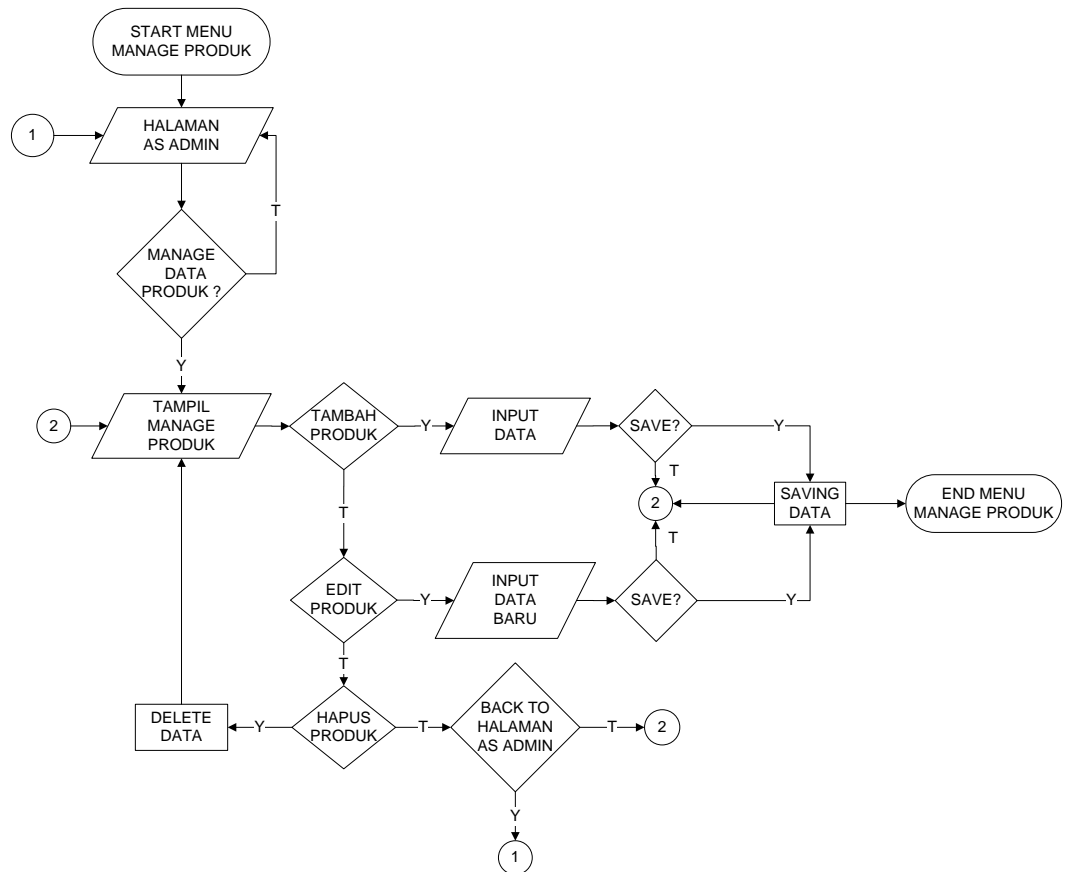 START MENU
MANAGE PRODUK
1
HALAMAN
AS ADMIN
T
MANAGE
DATA
PRODUK ?
Y
2
TAMPIL
MANAGE
PRODUK
TAMBAH
PRODUK
Y
INPUT
DATA
SAVE?
Y
T
T
2
SAVING
DATA
END MENU
MANAGE PRODUK
T
EDIT
PRODUK
Y
INPUT
DATA
BARU
SAVE?
Y
T
DELETE
DATA
Y
HAPUS
PRODUK
T
BACK TO
HALAMAN
AS ADMIN
T
2
Y
1